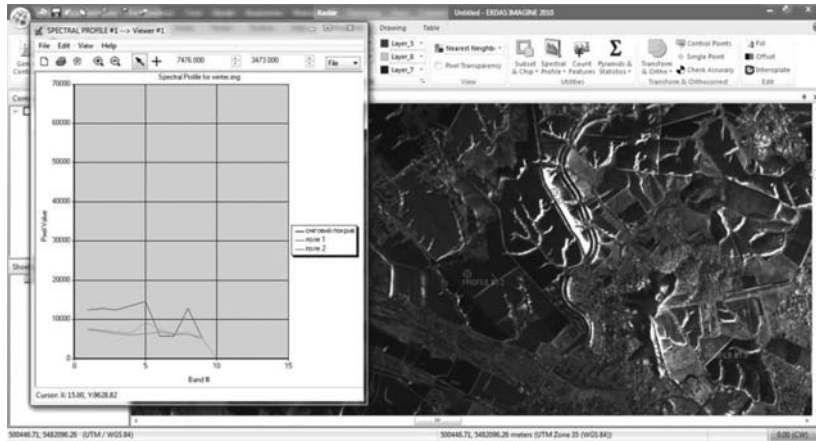 Raster
Drawing
Table
Untitled - ERDAS IMAGINE 2010
SPECTRAL PROFILE #1 --> Viewer #1
File Edit View Help
7476.000
3473.000
File
Spectral Profile for winter.img
Pixel Value
70000
60000
50000
40000
30000
20000
10000
0
0
5
10
15
Band #
сніговий покрив
поле 1
поле 2
Cursor: X: 15.00, Y:9628.82
Layer_5
Layer_6
Layer_7
Nearest Neighbor
Pixel Transparency
View
Subset & Chip
Spectral Profile
Count Features
Pyramids & Statistics
Utilities
Transform & Ortho
Control Points
Single Point
Check Accuracy
Transform & Orthocorrect
Fill
Offset
Interpolate
Edit
500446.71, 5482096.26 (UTM / WGS 84)
500446.71, 5482096.26 meters (UTM Zone 35 (WGS 84))
0.00 (CW)